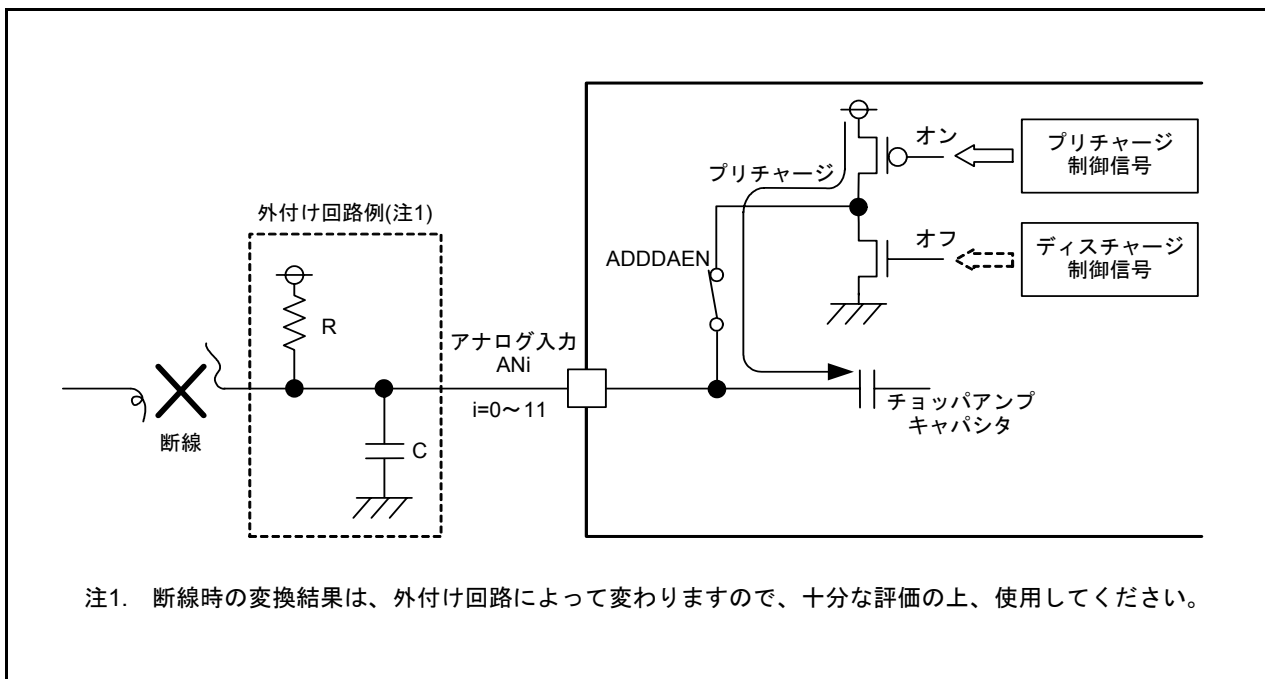 オン
プリチャージ
制御信号
プリチャージ
外付け回路例(注1)
オフ
ディスチャージ
制御信号
ADDDAEN
R
アナログ入力
ANi
i=0～11
チョッパアンプ
キャパシタ
断線
C
注1. 断線時の変換結果は、外付け回路によって変わりますので、十分な評価の上、使用してください。